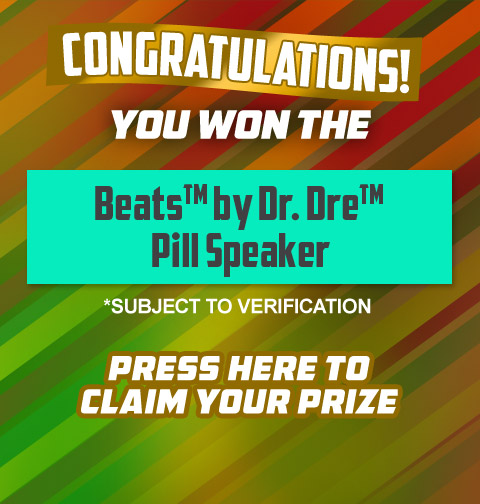 CONGRATULATIONS!
YOU WON THE
Beats™ by Dr. Dre™
Pill Speaker
*SUBJECT TO VERIFICATION
PRESS HERE TO
CLAIM YOUR PRIZE